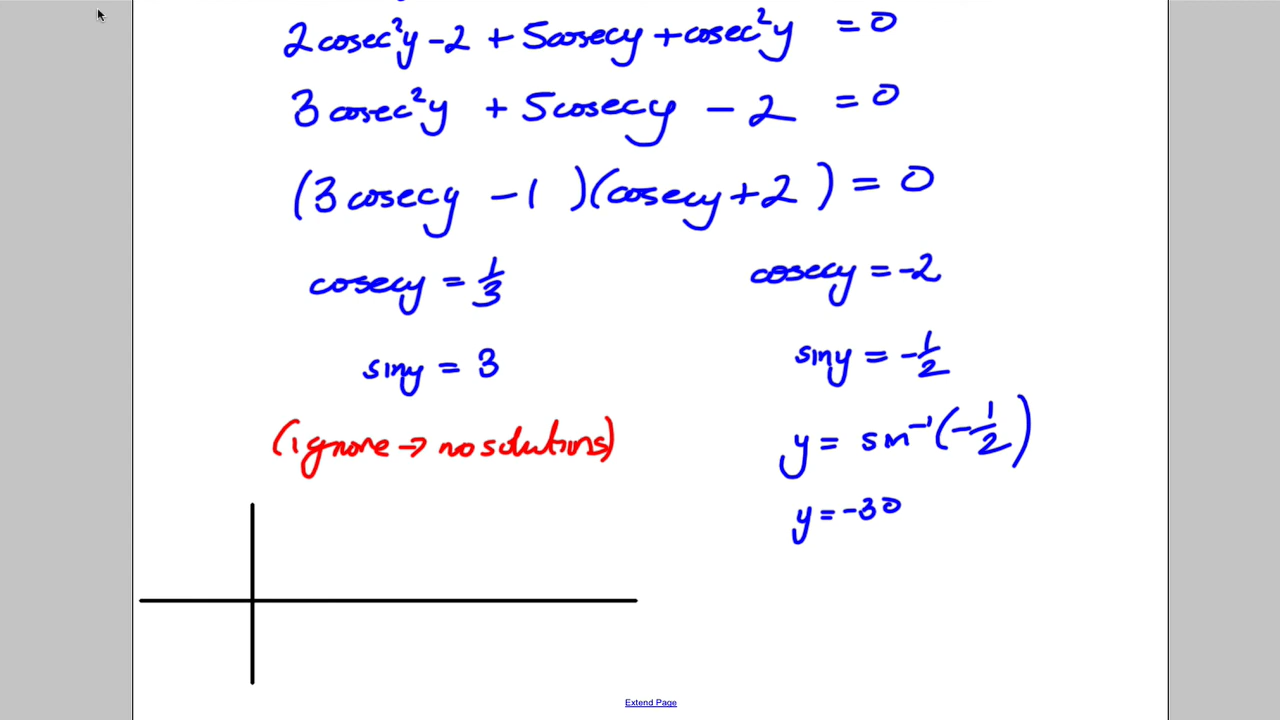 2cosec²y - 2 + 5cosecy + cosec²y = 0
3cosec²y + 5cosecy - 2 = 0
(3cosecy - 1)(cosecy + 2) = 0
cosecy = 1/3
cosecy = -2
siny = 3
siny = -1/2
(ignore → no solutions)
y = sin⁻¹(-1/2)
y = -30
Extend Page